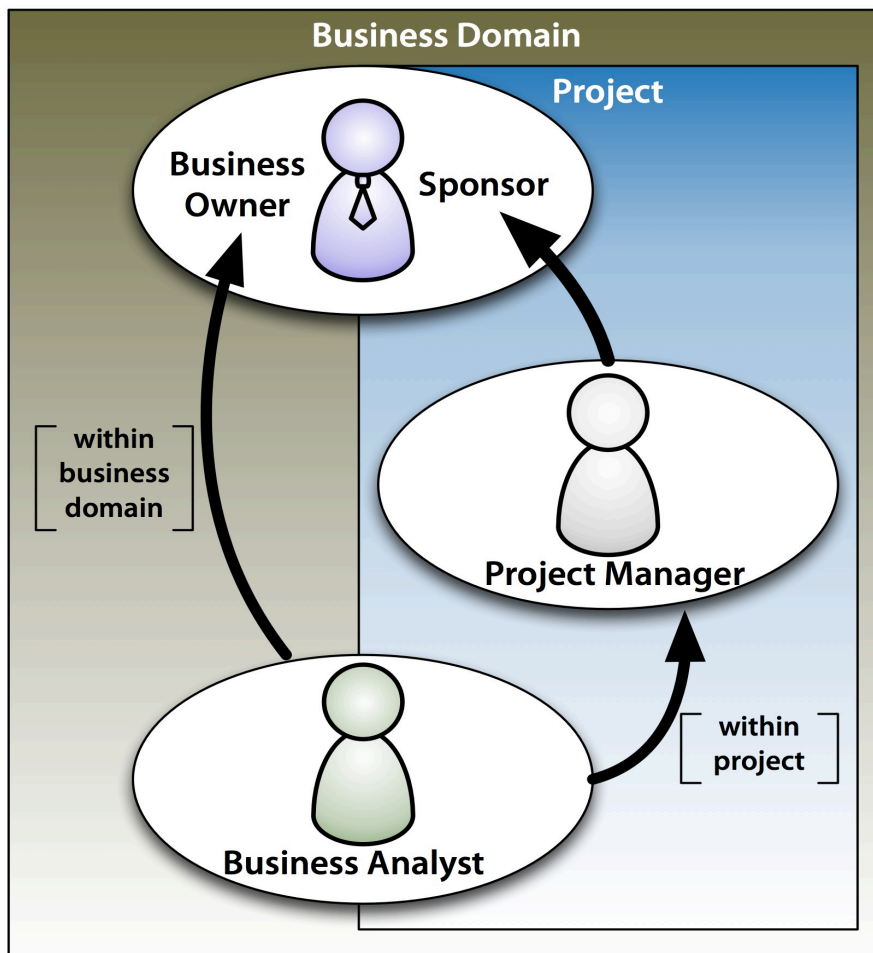 Business Domain
Project
Business
Owner
Sponsor
within
business
domain
Project Manager
within
project
Business Analyst